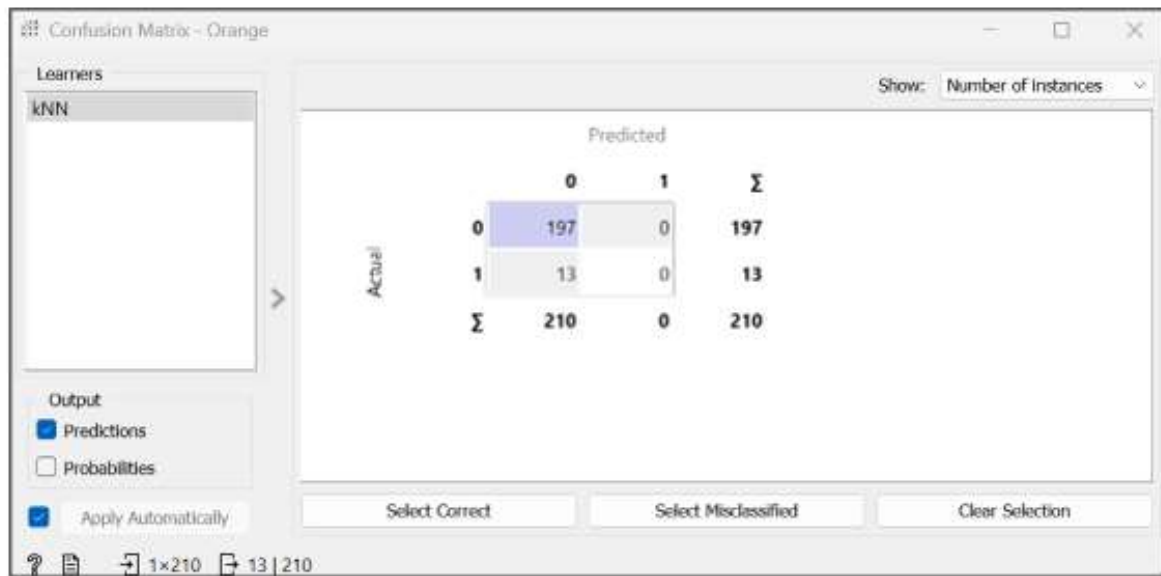 Confusion Matrix - Orange
Learners
kNN
Show: Number of instances
Predicted
0 1 Σ
0 197 0 197
Actual
1 13 0 13
Σ 210 0 210
Output
Predictions
Probabilities
Apply Automatically
Select Correct Select Misclassified Clear Selection
? 1×210 13 | 210